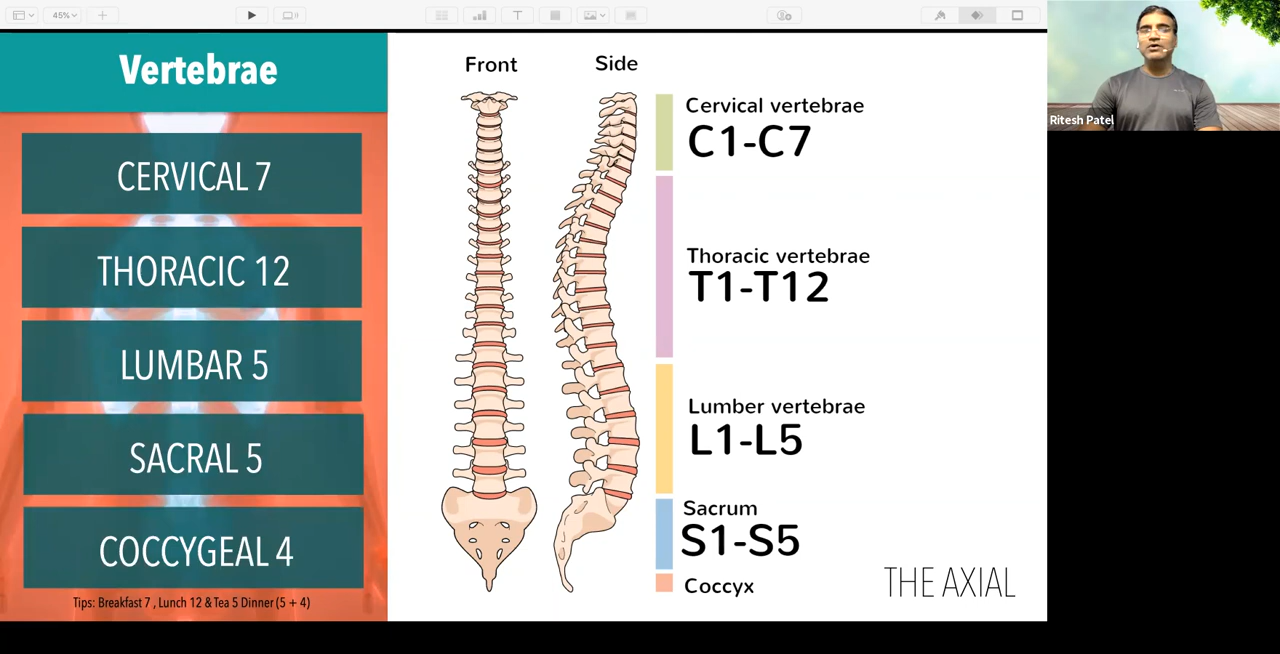 45%
Vertebrae
CERVICAL 7
THORACIC 12
LUMBAR 5
SACRAL 5
COCCYGEAL 4
Tips: Breakfast 7 , Lunch 12 & Tea 5 Dinner (5 + 4)
Front
Side
Cervical vertebrae
C1-C7
Thoracic vertebrae
T1-T12
Lumber vertebrae
L1-L5
Sacrum
S1-S5
Coccyx
THE AXIAL
Ritesh Patel